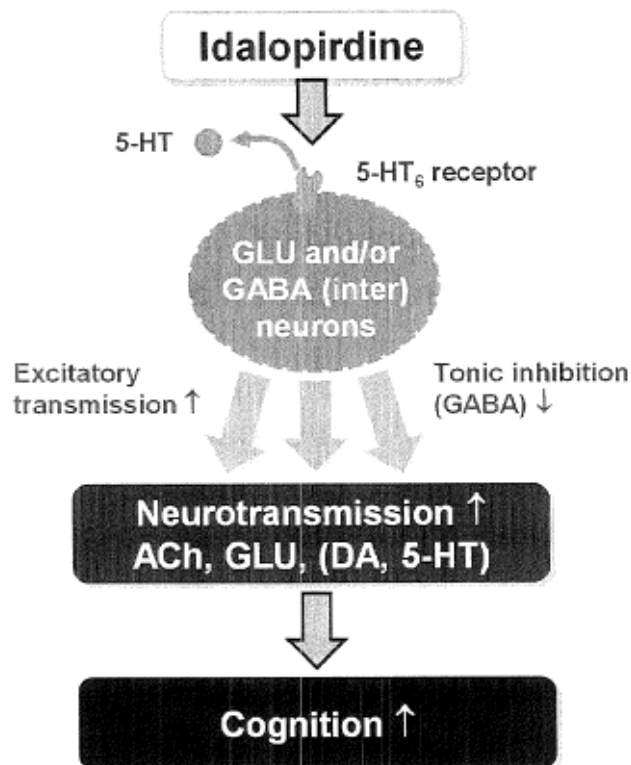 Idalopirdine
5-HT
5-HT₆ receptor
GLU and/or
GABA (inter)
neurons
Excitatory
transmission ↑
Tonic inhibition
(GABA) ↓
Neurotransmission ↑
ACh, GLU, (DA, 5-HT)
Cognition ↑